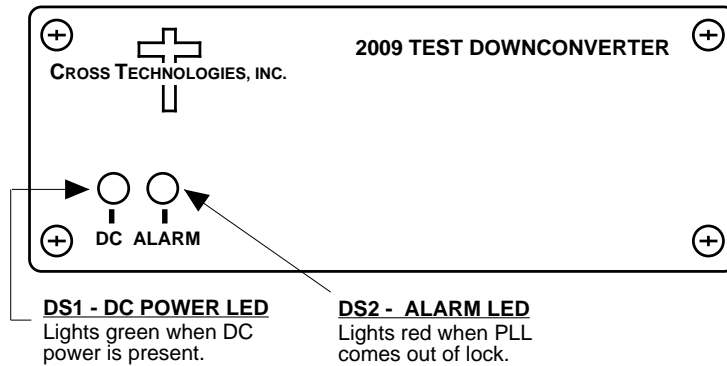 2009 TEST DOWNCONVERTER
CROSS TECHNOLOGIES, INC.
DC ALARM
DS1 - DC POWER LED
Lights green when DC
power is present.
DS2 - ALARM LED
Lights red when PLL
comes out of lock.